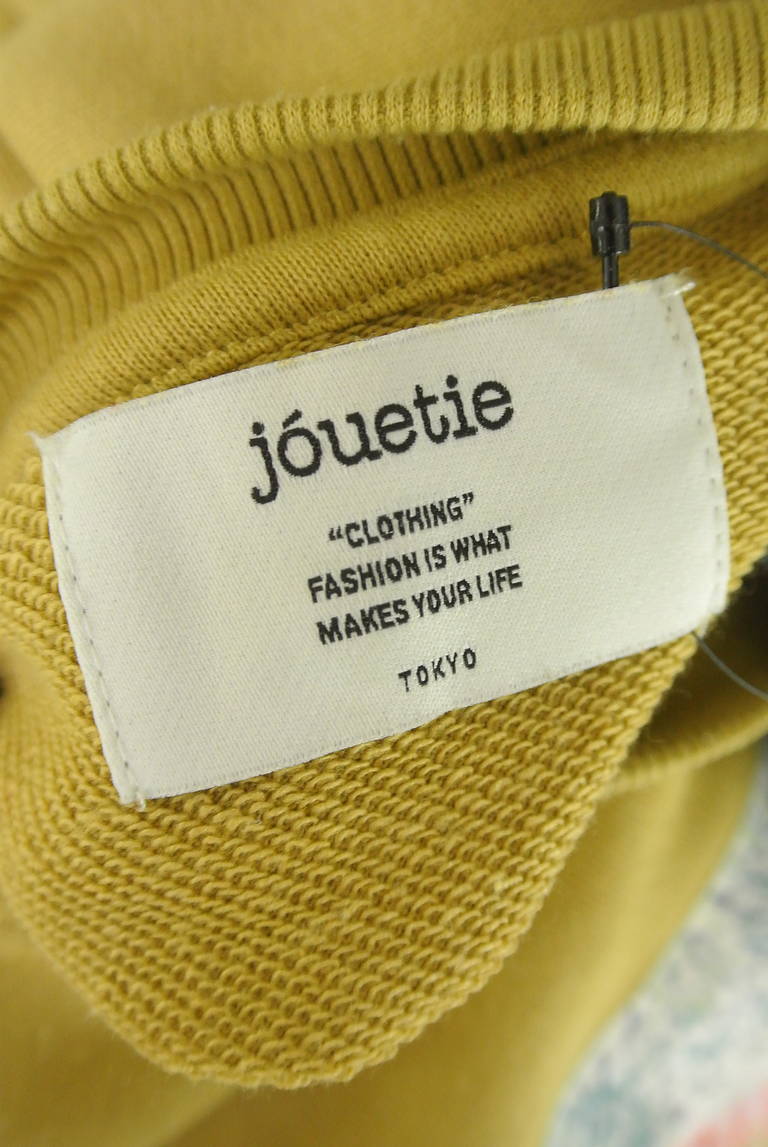 jóuetie
“CLOTHING”
FASHION IS WHAT
MAKES YOUR LIFE
TOKYO